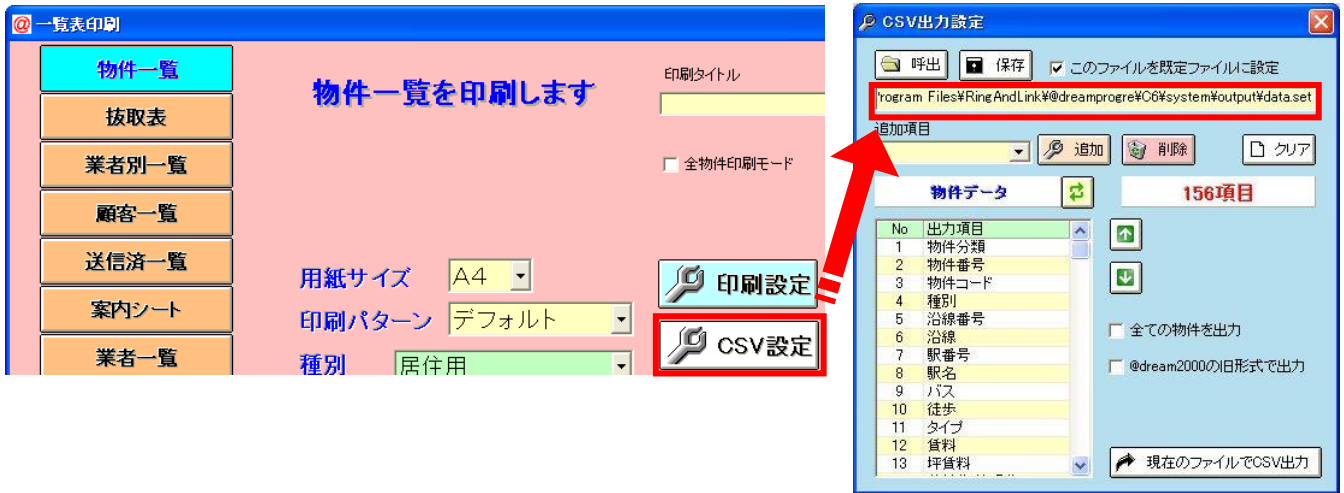 一覧表印刷
物件一覧
抜取表
業者別一覧
顧客一覧
送信済一覧
案内シート
業者一覧
物件一覧を印刷します
印刷タイトル
全物件印刷モード
用紙サイズ A4
印刷パターン デフォルト
種別 居住用
印刷設定
CSV設定
CSV出力設定
呼出 保存 このファイルを既定ファイルに設定
rogram Files¥RingAndLink¥@dreamprogre¥C6¥system¥output¥data.set
追加項目
追加 削除 クリア
物件データ 156項目
No 出力項目
1 物件分類
2 物件番号
3 物件コード
4 種別
5 沿線番号
6 沿線
7 駅番号
8 駅名
9 バス
10 徒歩
11 タイプ
12 賃料
13 坪賃料
全ての物件を出力
@dream2000の旧形式で出力
現在のファイルでCSV出力